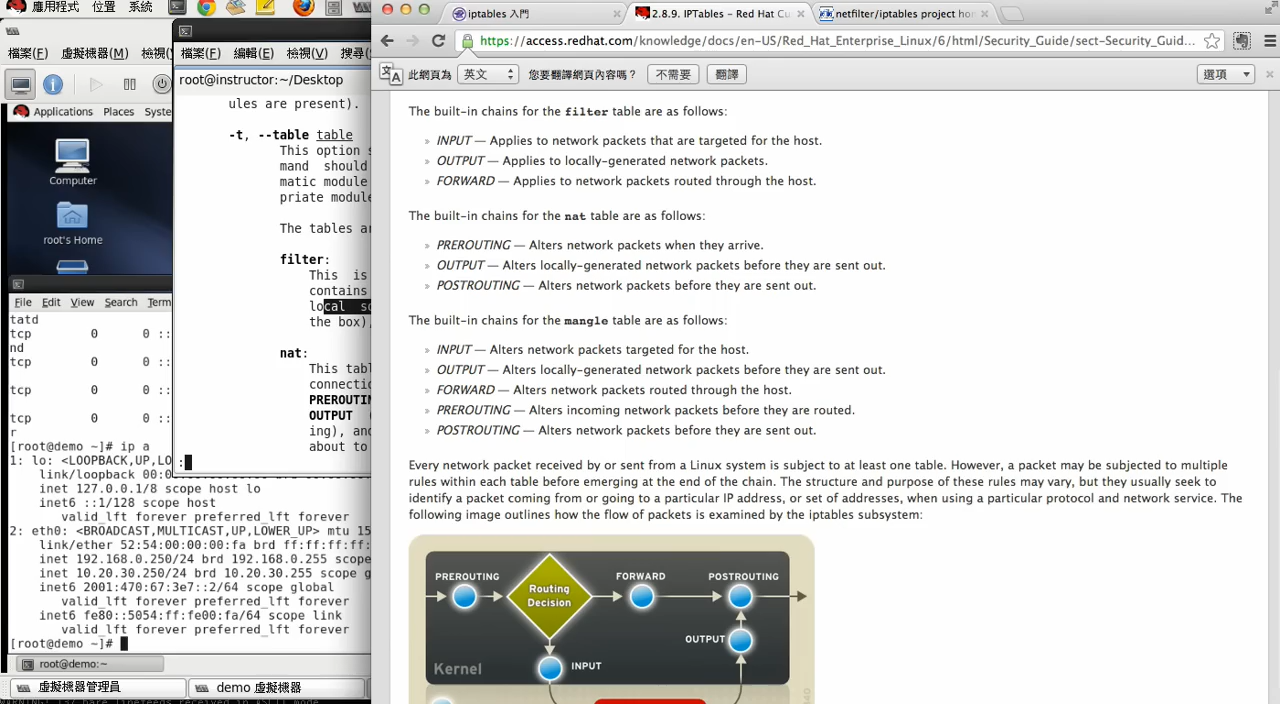 應用程式 位置 系統
檔案(F) 虛擬機器(M) 檢視(
Applications Places Syste
Computer
root's Home
File Edit View Search Term
tatd
tcp 0 0 ::
nd
tcp 0 0 ::
tcp 0 0 ::
tcp 0 0 ::
r
[root@demo ~]# ip a
1: lo: <LOOPBACK,UP,LO
link/loopback 00:0
inet 127.0.0.1/8 scope host lo
inet6 ::1/128 scope host
valid_lft forever preferred_lft forever
2: eth0: <BROADCAST,MULTICAST,UP,LOWER_UP> mtu 15
link/ether 52:54:00:00:00:fa brd ff:ff:ff:ff:
inet 192.168.0.250/24 brd 192.168.0.255 scope
inet 10.20.30.250/24 brd 10.20.30.255 scope g
inet6 2001:470:67:3e7::2/64 scope global
valid_lft forever preferred_lft forever
inet6 fe80::5054:ff:fe00:fa/64 scope link
valid_lft forever preferred_lft forever
[root@demo ~]#
root@demo:~
虛擬機器管理員
demo 虛擬機器
檔案(F) 編輯(E) 檢視(V) 搜尋(
root@instructor:~/Desktop
ules are present).
-t, --table table
This option s
mand should
matic module
priate module
The tables ar
filter:
This is
contains
local so
the box),
nat:
This tabl
connectio
PREROUTIN
OUTPUT (
ing), and
about to
:
iptables 入門
2.8.9. IPTables – Red Hat Cu
netfilter/iptables project hom
https://access.redhat.com/knowledge/docs/en-US/Red_Hat_Enterprise_Linux/6/html/Security_Guide/sect-Security_Guid...
此網頁為 英文 您要翻譯網頁內容嗎? 不需要 翻譯 選項
The built-in chains for the filter table are as follows:
» INPUT — Applies to network packets that are targeted for the host.
» OUTPUT — Applies to locally-generated network packets.
» FORWARD — Applies to network packets routed through the host.
The built-in chains for the nat table are as follows:
» PREROUTING — Alters network packets when they arrive.
» OUTPUT — Alters locally-generated network packets before they are sent out.
» POSTROUTING — Alters network packets before they are sent out.
The built-in chains for the mangle table are as follows:
» INPUT — Alters network packets targeted for the host.
» OUTPUT — Alters locally-generated network packets before they are sent out.
» FORWARD — Alters network packets routed through the host.
» PREROUTING — Alters incoming network packets before they are routed.
» POSTROUTING — Alters network packets before they are sent out.
Every network packet received by or sent from a Linux system is subject to at least one table. However, a packet may be subjected to multiple
rules within each table before emerging at the end of the chain. The structure and purpose of these rules may vary, but they usually seek to
identify a packet coming from or going to a particular IP address, or set of addresses, when using a particular protocol and network service. The
following image outlines how the flow of packets is examined by the iptables subsystem:
PREROUTING
Routing
Decision
FORWARD
POSTROUTING
OUTPUT
Kernel
INPUT